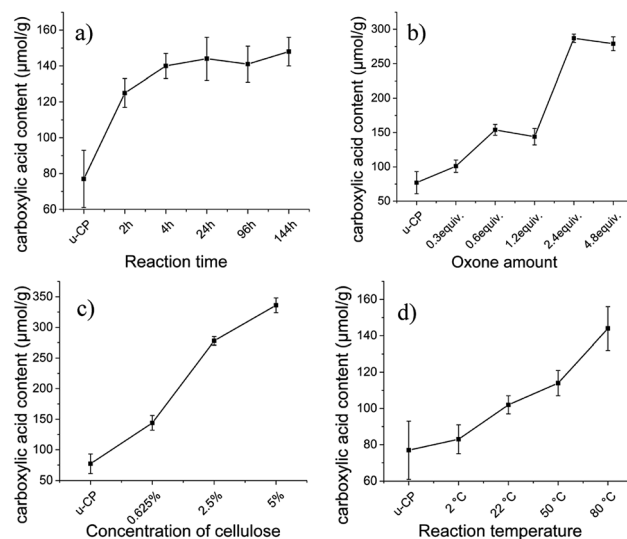 a)
carboxylic acid content (μmol/g)
160
140
120
100
80
60
u-CP
2h
4h
24h
96h
144h
Reaction time
b)
carboxylic acid content (μmol/g)
300
250
200
150
100
50
u-CP
0.3equiv.
0.6equiv.
1.2equiv.
2.4equiv.
4.8equiv.
Oxone amount
c)
carboxylic acid content (μmol/g)
350
300
250
200
150
100
50
u-CP
0.625%
2.5%
5%
Concentration of cellulose
d)
carboxylic acid content (μmol/g)
160
140
120
100
80
60
u-CP
2 °C
22 °C
50 °C
80 °C
Reaction temperature